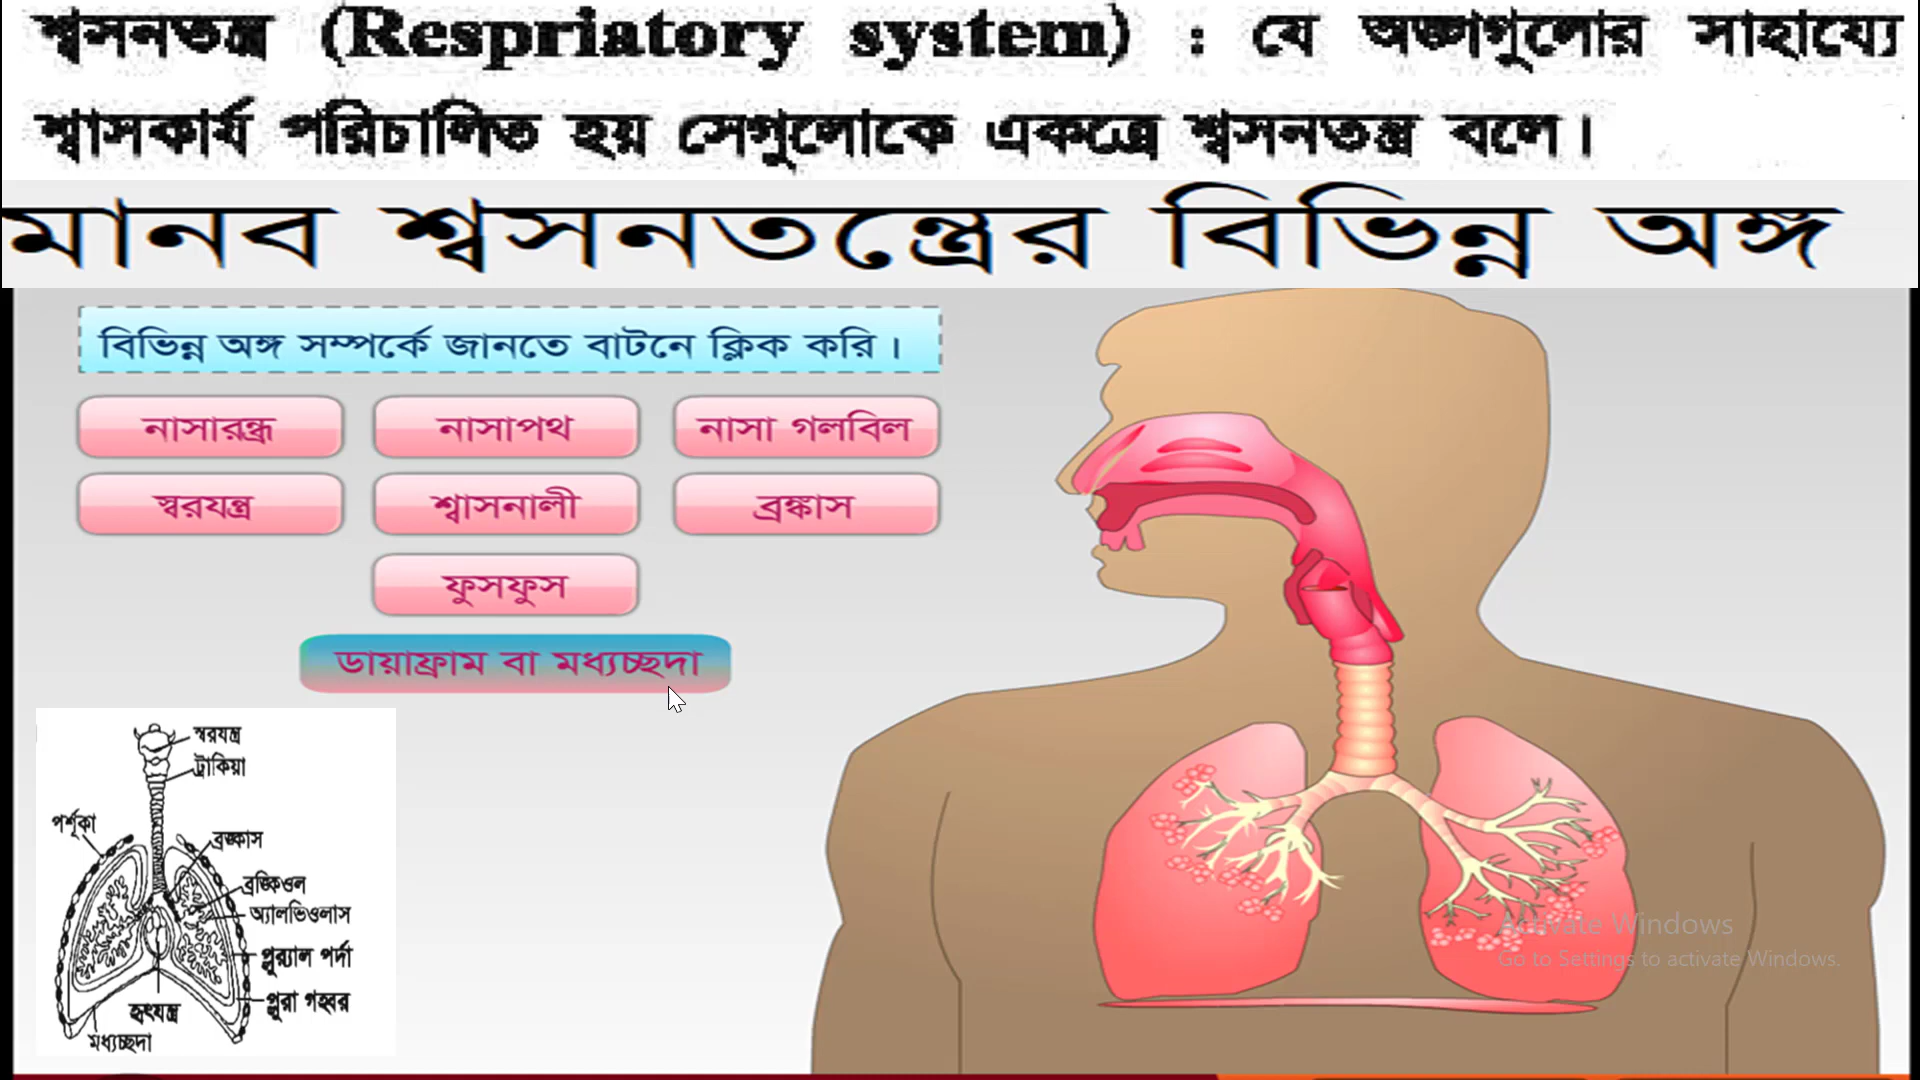 শ্বসনতন্ত্র (Respriatory system) : যে অঙ্গগুলোর সাহায্যে
শ্বাসকার্য পরিচালিত হয় সেগুলোকে একত্রে শ্বসনতন্ত্র বলে।
মানব শ্বসনতন্ত্রের বিভিন্ন অঙ্গ
বিভিন্ন অঙ্গ সম্পর্কে জানতে বাটনে ক্লিক করি।
নাসারন্ধ্র
নাসাপথ
নাসা গলবিল
স্বরযন্ত্র
শ্বাসনালী
ব্রঙ্কাস
ফুসফুস
ডায়াফ্রাম বা মধ্যচ্ছদা
স্বরযন্ত্র
ট্রাকিয়া
পর্শুকা
ব্রঙ্কাস
ব্রঙ্কিওল
অ্যালভিওলাস
প্লুর‍্যাল পর্দা
প্লুরা গহ্বর
হৃৎযন্ত্র
মধ্যচ্ছদা
Activate Windows
Go to Settings to activate Windows.